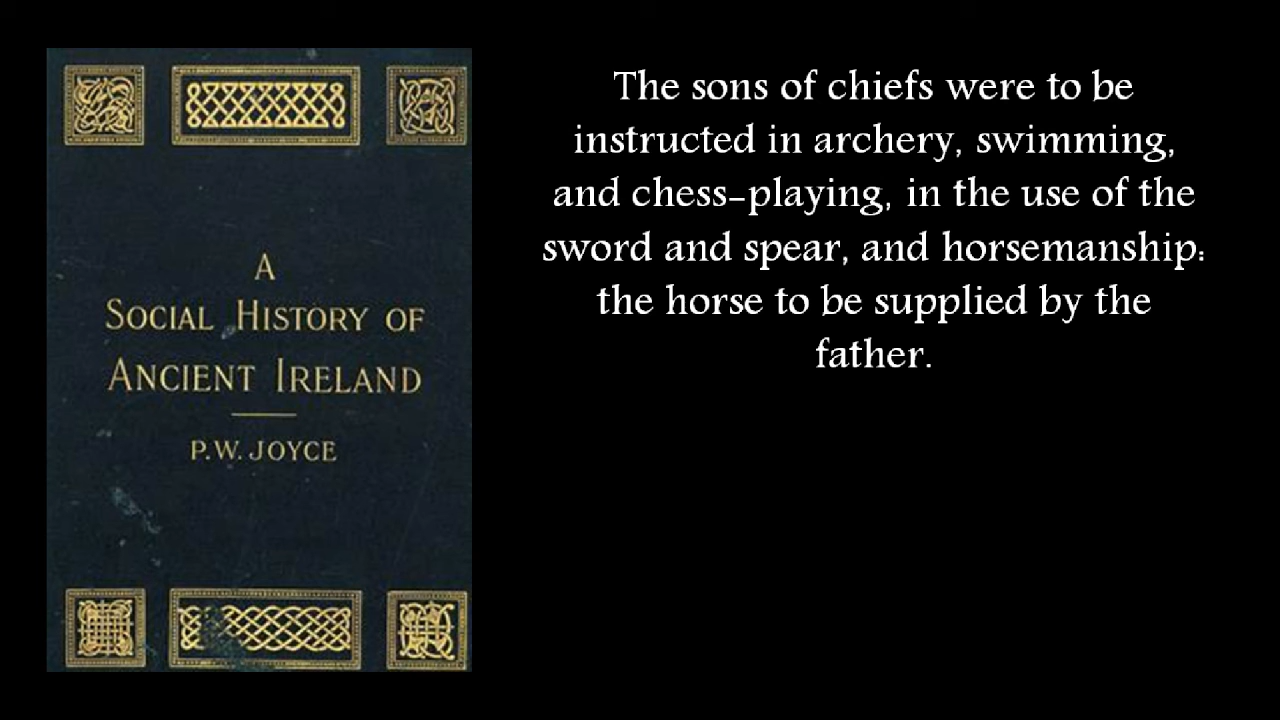 A
SOCIAL HISTORY OF
ANCIENT IRELAND
P.W. JOYCE
The sons of chiefs were to be
instructed in archery, swimming,
and chess-playing, in the use of the
sword and spear, and horsemanship:
the horse to be supplied by the
father.